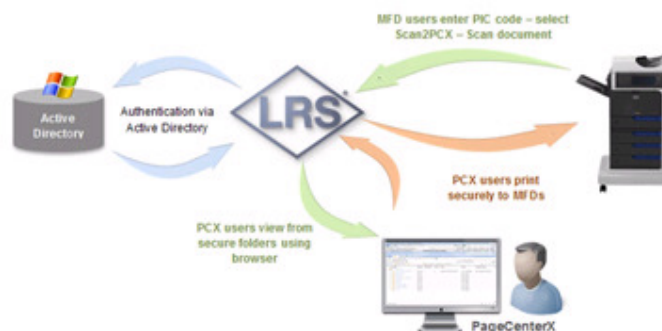 MFD users enter PIC code – select
Scan2PCX – Scan document
LRS
Active
Directory
Authentication via
Active Directory
PCX users print
securely to MFDs
PCX users view from
secure folders using
browser
PageCenterX